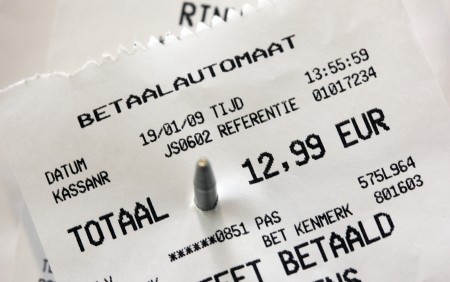 BETAALAUTOMAAT
DATUM 19/01/09 TIJD 13:55:59
KASSANR JS0602 REFERENTIE 01017234
TOTAAL 12,99 EUR
******0851 PAS 575L964
BET KENMERK 801603
BETAALD